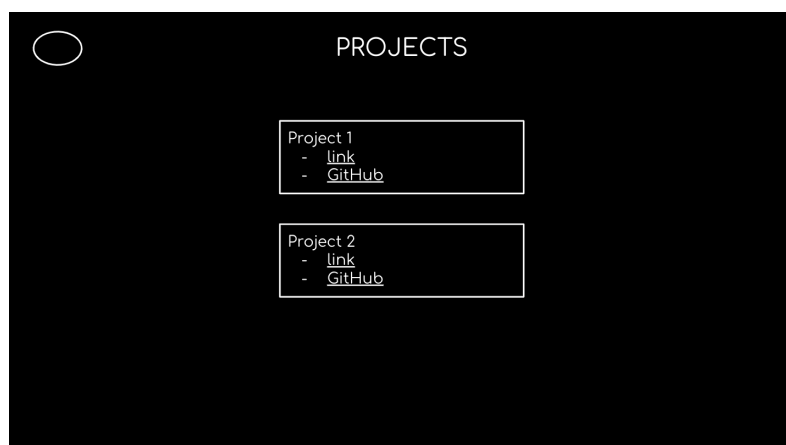 PROJECTS
Project 1
- link
- GitHub
Project 2
- link
- GitHub